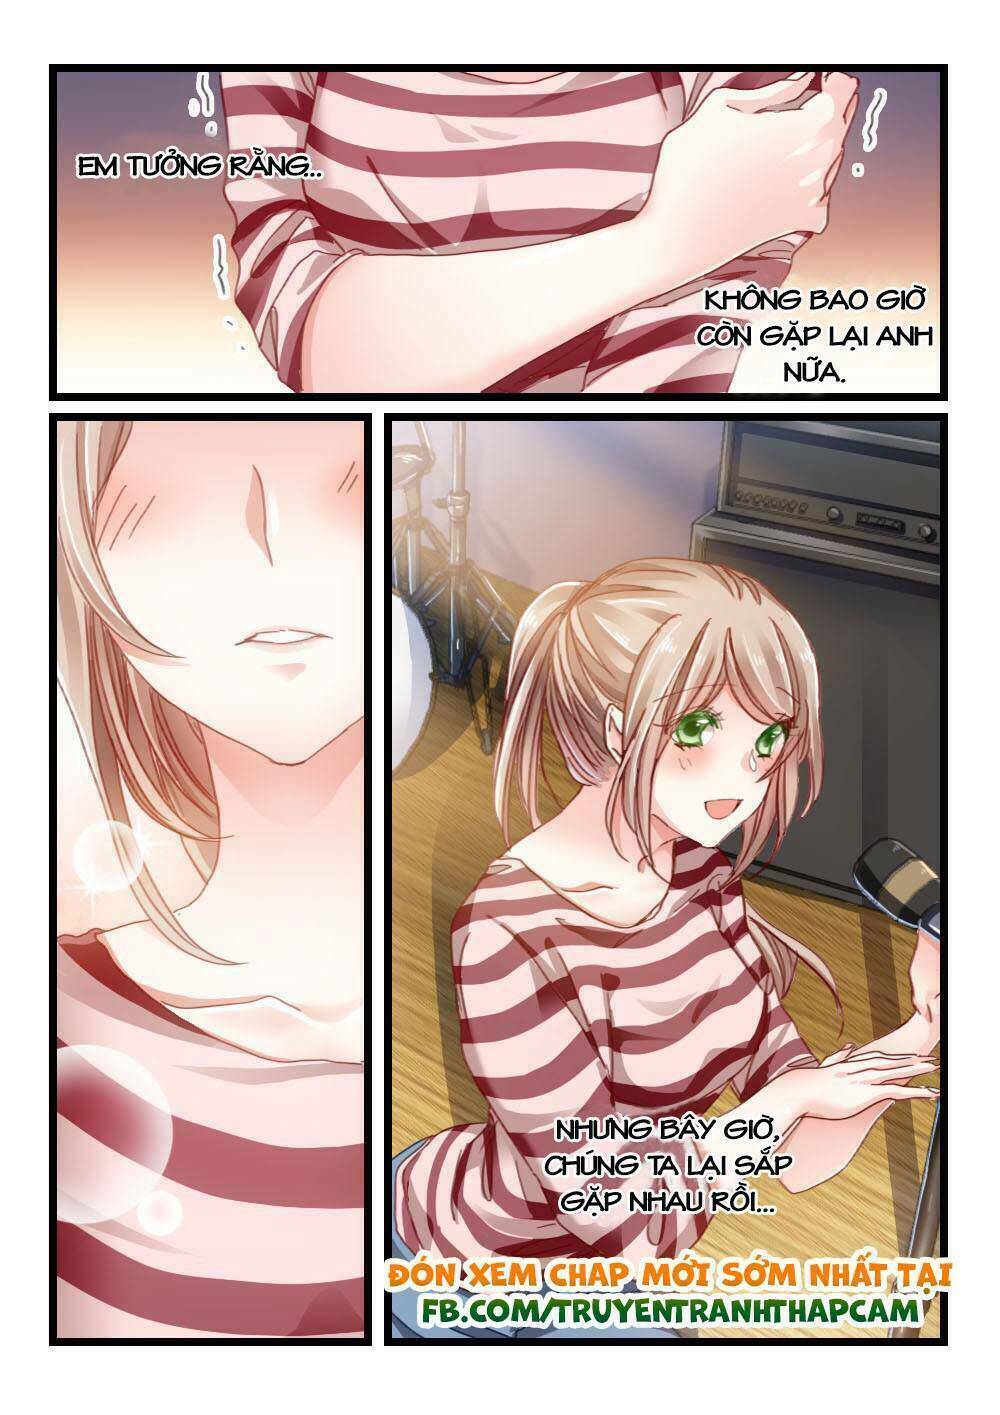 EM TƯỞNG RẰNG...
KHÔNG BAO GIỜ
CÒN GẶP LẠI ANH
NỮA.
NHƯNG BÂY GIỜ,
CHÚNG TA LẠI SẮP
GẶP NHAU RỒI...
ĐÓN XEM CHAP MỚI SỚM NHẤT TẠI
FB.COM/TRUYENTRANHTHAPCAM